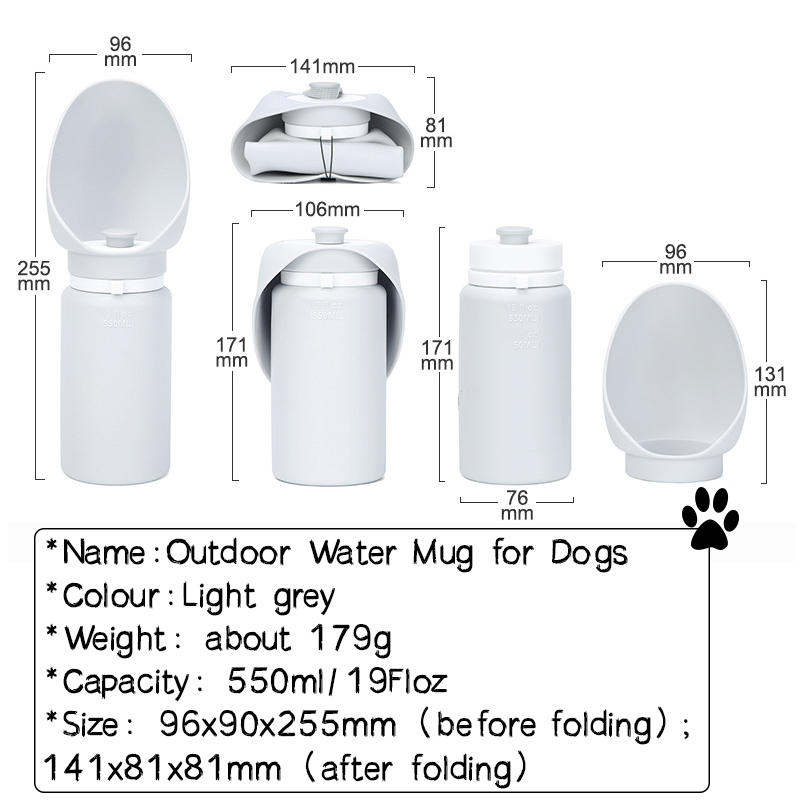 96
mm
141mm
81
mm
255
mm
106mm
171
mm
171
mm
550ML
96
mm
131
mm
76
mm
*Name:Outdoor Water Mug for Dogs
*Colour:Light grey
*Weight: about 179g
*Capacity: 550ml/ 19Floz
*Size: 96x90x255mm (before folding);
141x81x81mm (after folding)